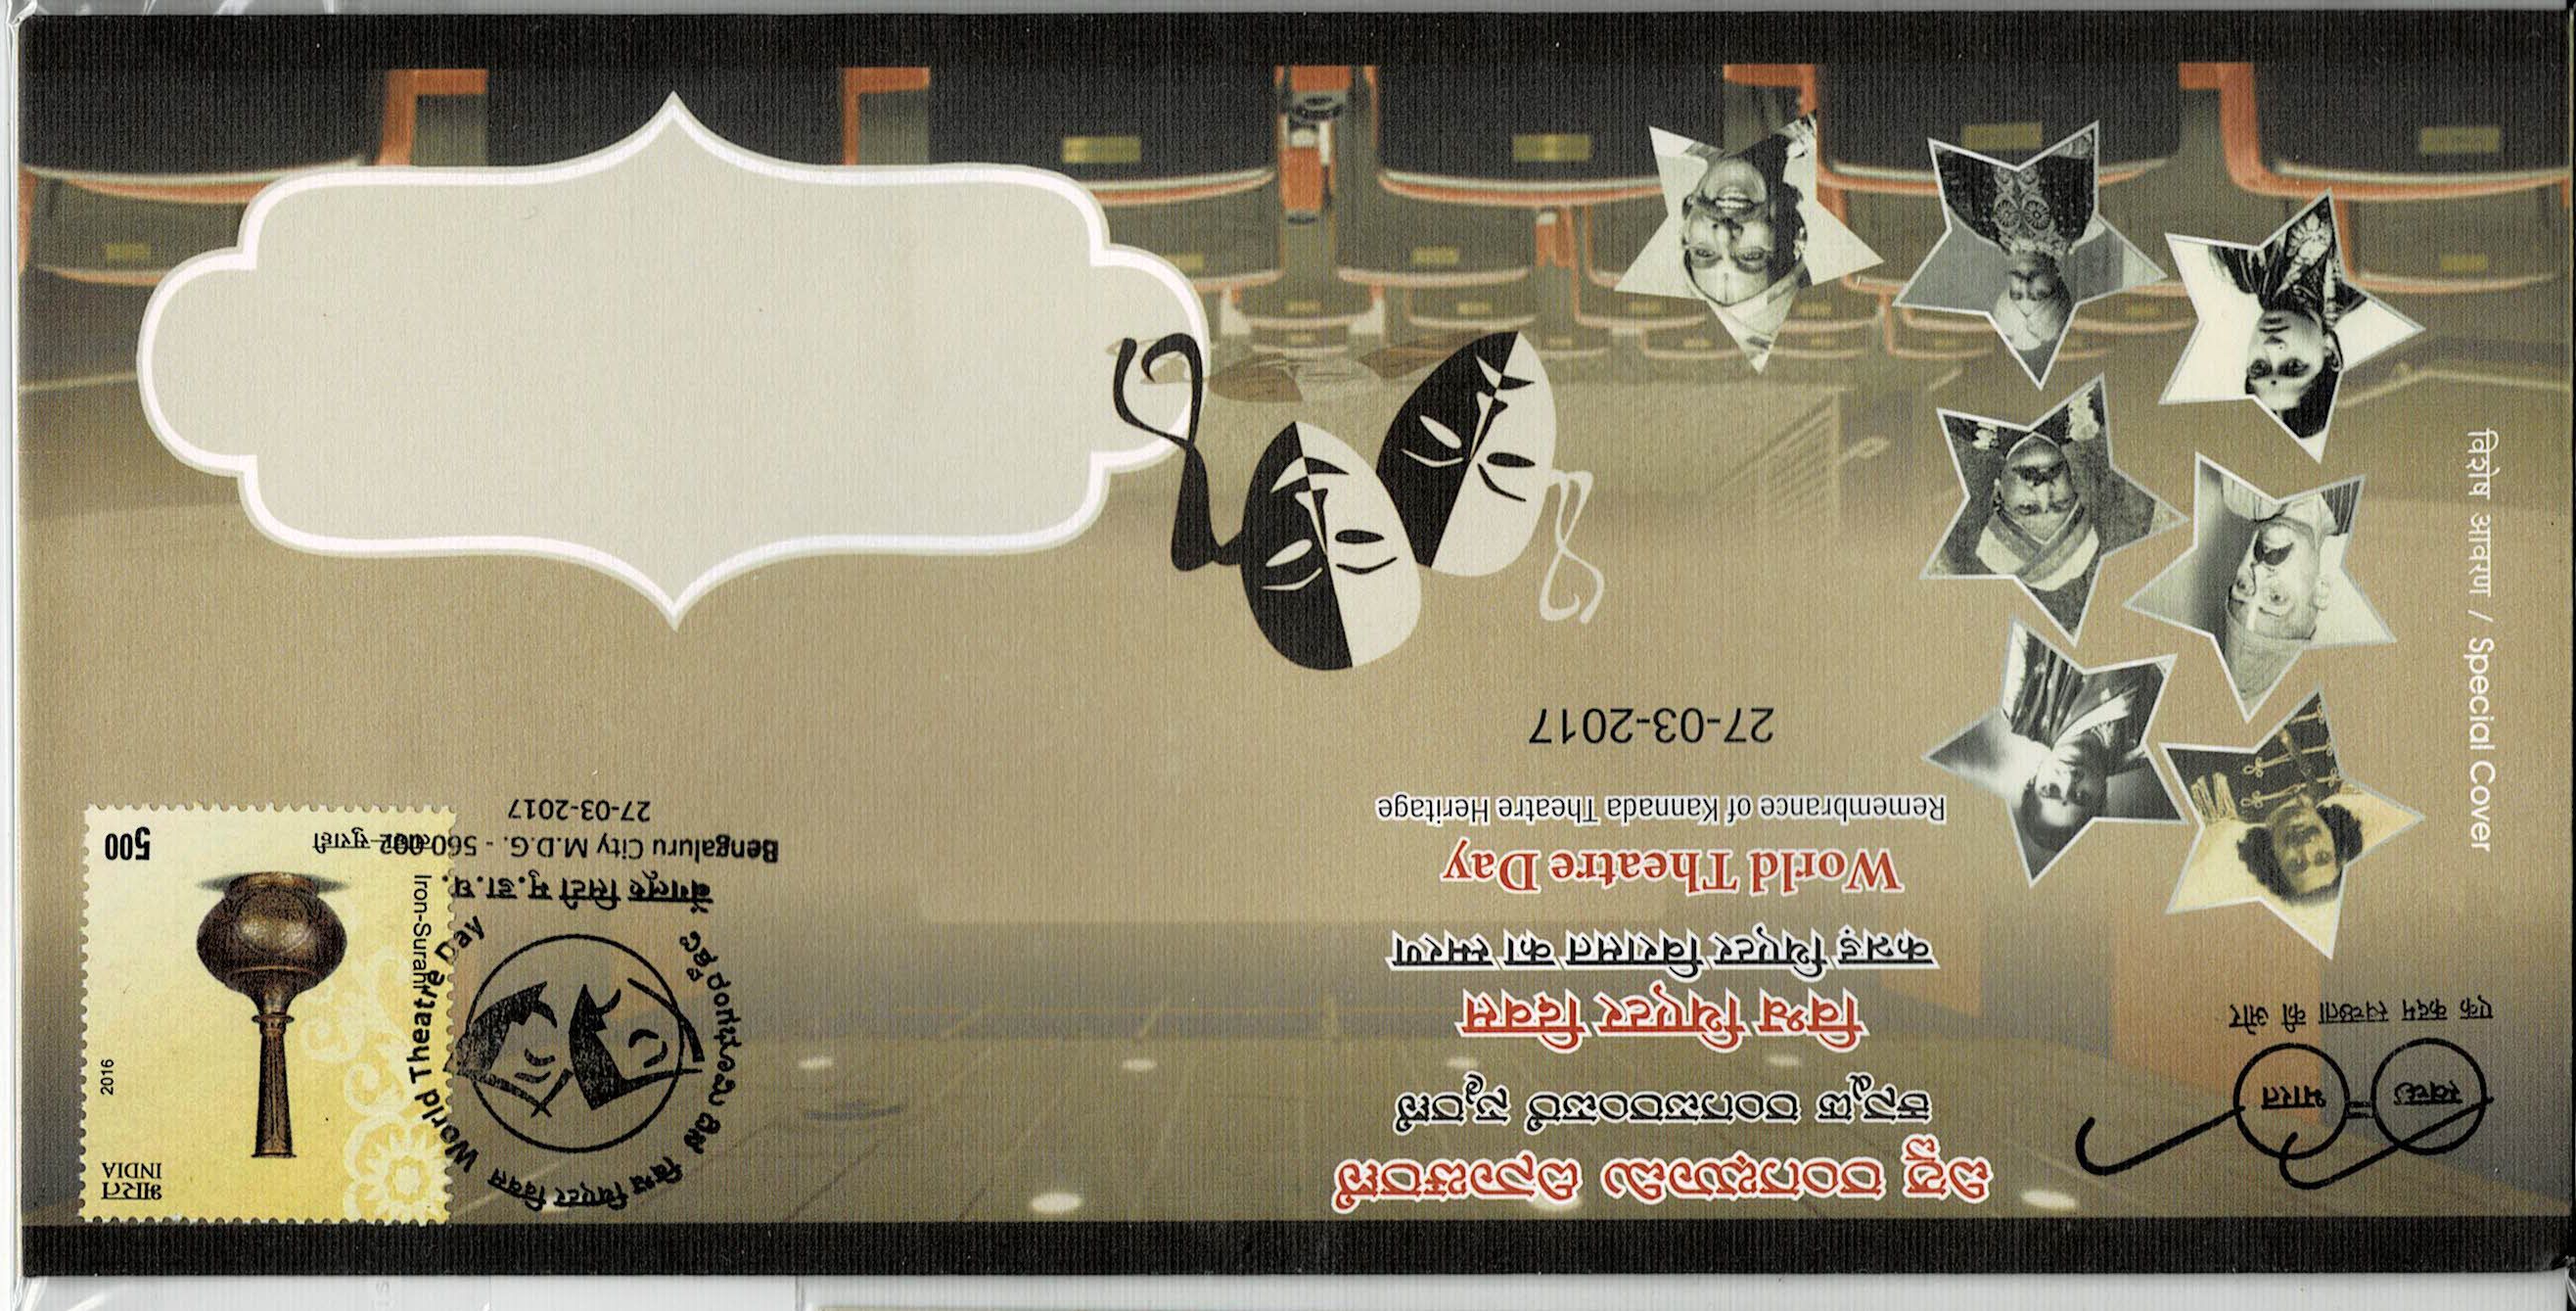 स्वच्छ भारत
एक कदम स्वच्छता की ओर
विशेष आवरण / Special Cover
ವಿಶ್ವ ರಂಗಭೂಮಿ ದಿನಾಚರಣೆ
ಕನ್ನಡ ರಂಗಪರಂಪರೆ ಸ್ಮರಣೆ
विश्व थिएटर दिवस
कन्नड़ थिएटर विरासत का स्मरण
World Theatre Day
Remembrance of Kannada Theatre Heritage
27-03-2017
ವಿಶ್ವ ರಂಗಭೂಮಿ ದಿನ विश्व थिएटर दिवस World Theatre Day
बेंगलूरु सिटी मु.डा.घ.
Bengaluru City M.D.G. - 560 002
27-03-2017
भारत
INDIA
2016
Iron-Surahi
लोहा-सुराही
500